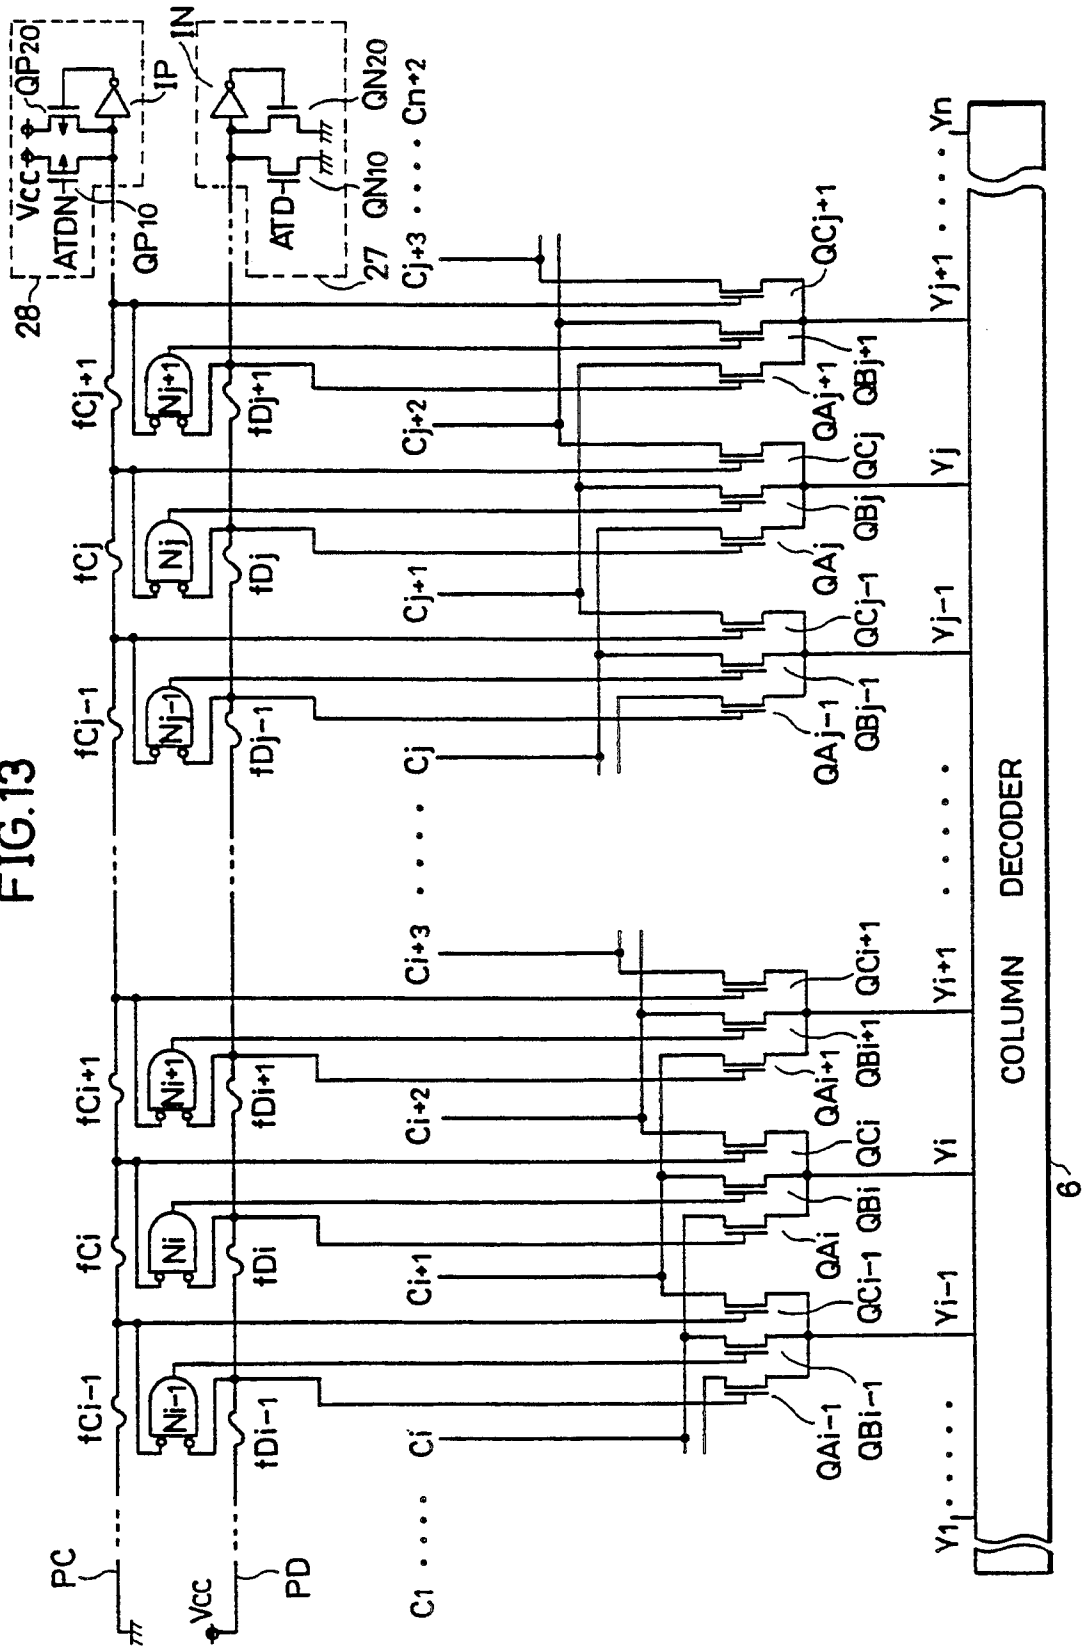 FIG.13
PC
fCi-1
fCi
fCi+1
fCj-1
fCj
fCj+1
28
ATDN
Vcc
QP20
QP10
IP
Ni-1
Ni
Ni+1
Nj-1
Nj
Nj+1
Vcc
PD
fDi-1
fDi
fDi+1
fDj-1
fDj
fDj+1
ATD
IN
27
QN10
QN20
C1 ····
Ci
Ci+1
Ci+2
Ci+3
····
Cj
Cj+1
Cj+2
Cj+3
····· Cn+2
QAi-1
QBi-1
QCi-1
QAi
QBi
QCi
QAi+1
QBi+1
QCi+1
QAj-1
QBj-1
QCj-1
QAj
QBj
QCj
QAj+1
QBj+1
QCj+1
Y1 ·····
Yi-1
Yi
Yi+1
·····
Yj-1
Yj
Yj+1
···· Yn
COLUMN DECODER
6